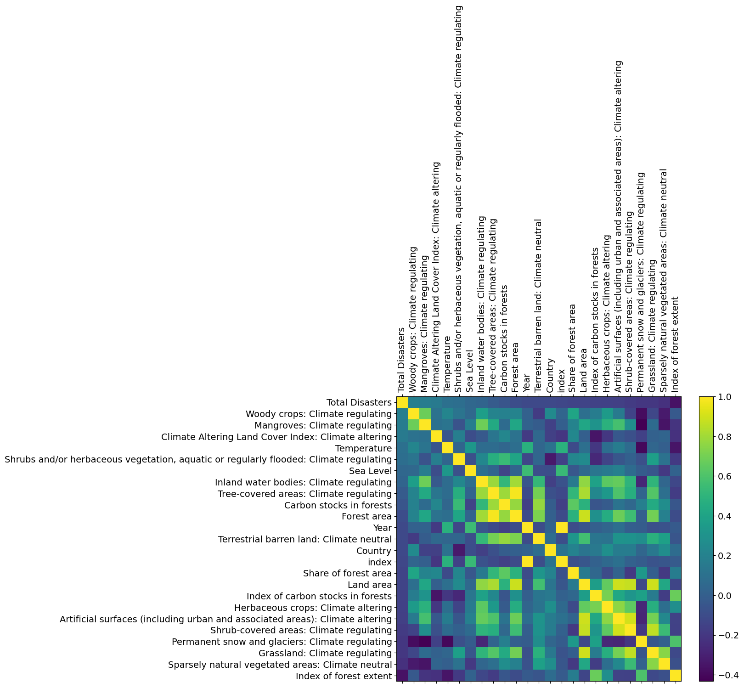 Total Disasters
Woody crops: Climate regulating
Mangroves: Climate regulating
Climate Altering Land Cover Index: Climate altering
Temperature
Shrubs and/or herbaceous vegetation, aquatic or regularly flooded: Climate regulating
Sea Level
Inland water bodies: Climate regulating
Tree-covered areas: Climate regulating
Carbon stocks in forests
Forest area
Year
Terrestrial barren land: Climate neutral
Country
Index
Share of forest area
Land area
Index of carbon stocks in forests
Herbaceous crops: Climate altering
Artificial surfaces (including urban and associated areas): Climate altering
Shrub-covered areas: Climate regulating
Permanent snow and glaciers: Climate regulating
Grassland: Climate regulating
Sparsely natural vegetated areas: Climate neutral
Index of forest extent
Total Disasters
Woody crops: Climate regulating
Mangroves: Climate regulating
Climate Altering Land Cover Index: Climate altering
Temperature
Shrubs and/or herbaceous vegetation, aquatic or regularly flooded: Climate regulating
Sea Level
Inland water bodies: Climate regulating
Tree-covered areas: Climate regulating
Carbon stocks in forests
Forest area
Year
Terrestrial barren land: Climate neutral
Country
Index
Share of forest area
Land area
Index of carbon stocks in forests
Herbaceous crops: Climate altering
Artificial surfaces (including urban and associated areas): Climate altering
Shrub-covered areas: Climate regulating
Permanent snow and glaciers: Climate regulating
Grassland: Climate regulating
Sparsely natural vegetated areas: Climate neutral
Index of forest extent
1.0
0.8
0.6
0.4
0.2
0.0
−0.2
−0.4